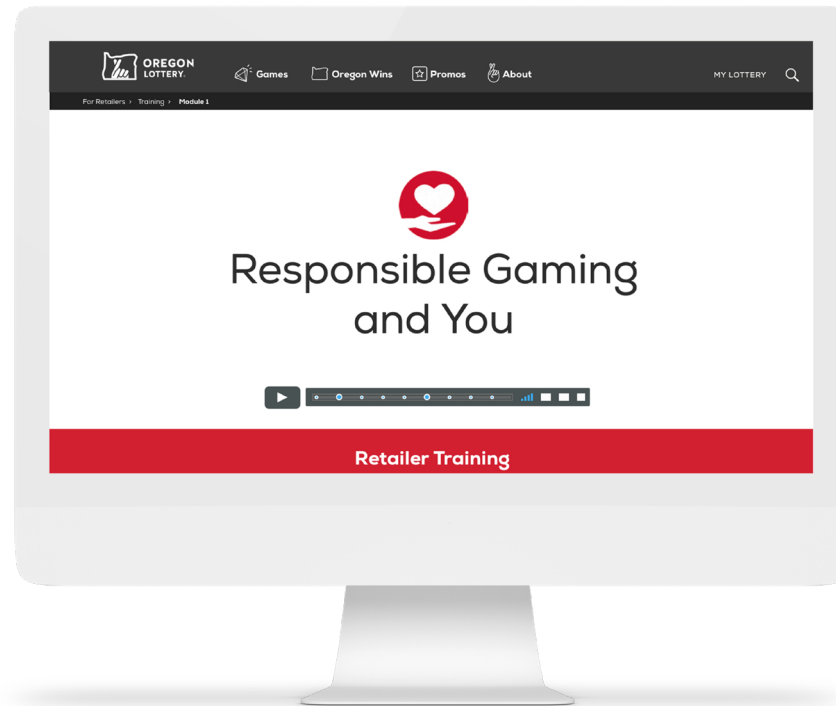 OREGON
LOTTERY.
Games
Oregon Wins
Promos
About
MY LOTTERY
For Retailers › Training › Module 1
Responsible Gaming
and You
Retailer Training